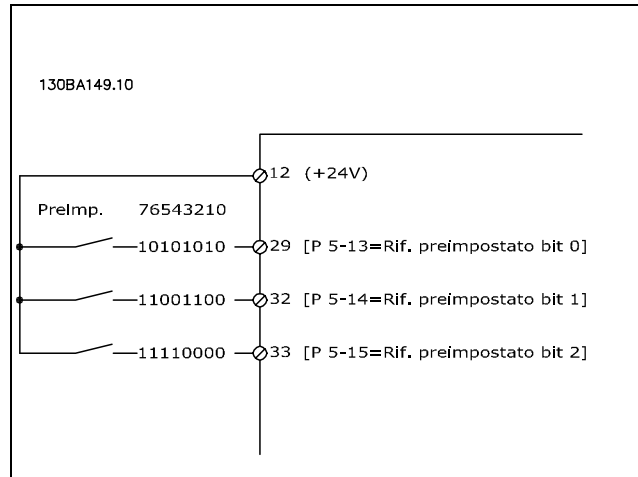 130BA149.10
12 (+24V)
PreImp. 76543210
10101010 29 [P 5-13=Rif. preimpostato bit 0]
11001100 32 [P 5-14=Rif. preimpostato bit 1]
11110000 33 [P 5-15=Rif. preimpostato bit 2]